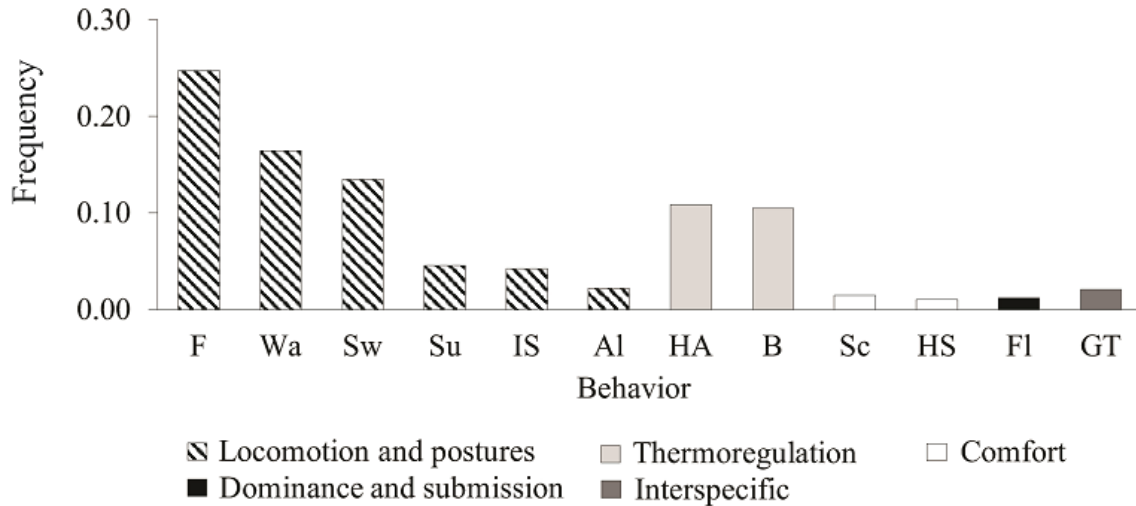 0.30
0.20
0.10
0.00
Frequency
F Wa Sw Su IS Al HA B Sc HS Fl GT
Behavior
Locomotion and postures Thermoregulation Comfort
Dominance and submission Interspecific